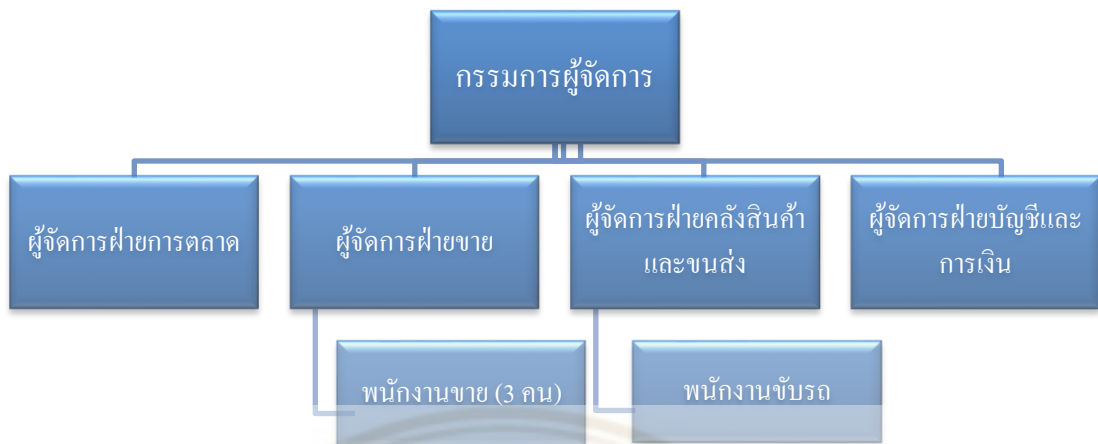 กรรมการผู้จัดการ
ผู้จัดการฝ่ายการตลาด
ผู้จัดการฝ่ายขาย
ผู้จัดการฝ่ายคลังสินค้า
และขนส่ง
ผู้จัดการฝ่ายบัญชีและ
การเงิน
พนักงานขาย (3 คน)
พนักงานขับรถ